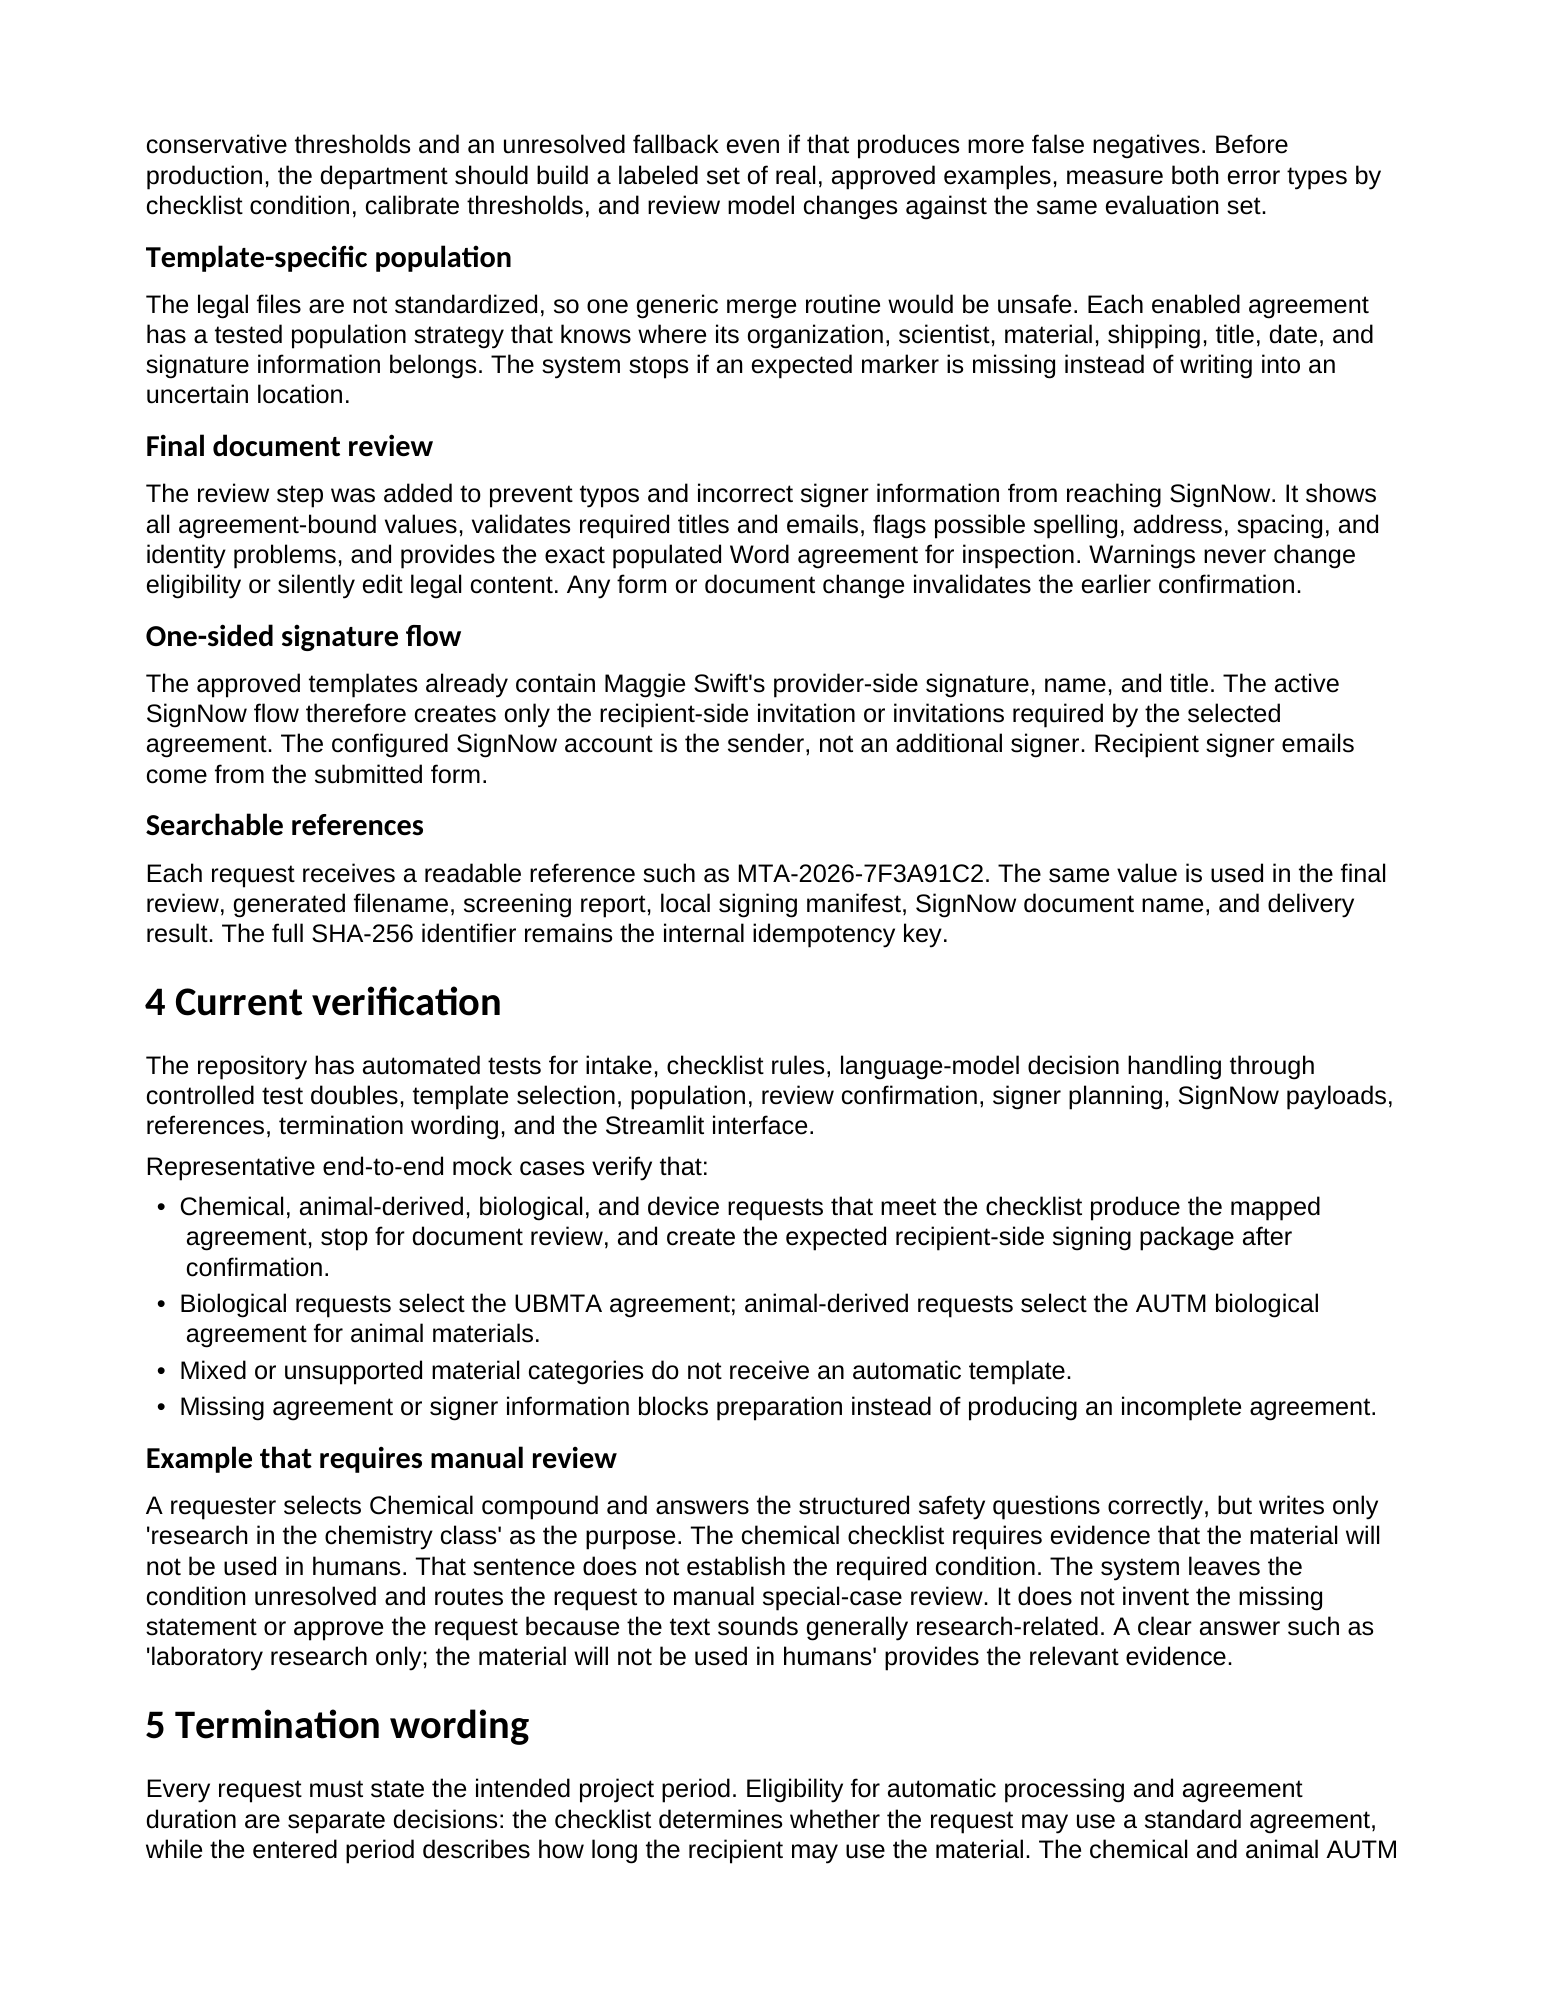 conservative thresholds and an unresolved fallback even if that produces more false negatives. Before
production, the department should build a labeled set of real, approved examples, measure both error types by
checklist condition, calibrate thresholds, and review model changes against the same evaluation set.
Template-specific population
The legal files are not standardized, so one generic merge routine would be unsafe. Each enabled agreement
has a tested population strategy that knows where its organization, scientist, material, shipping, title, date, and
signature information belongs. The system stops if an expected marker is missing instead of writing into an
uncertain location.
Final document review
The review step was added to prevent typos and incorrect signer information from reaching SignNow. It shows
all agreement-bound values, validates required titles and emails, flags possible spelling, address, spacing, and
identity problems, and provides the exact populated Word agreement for inspection. Warnings never change
eligibility or silently edit legal content. Any form or document change invalidates the earlier confirmation.
One-sided signature flow
The approved templates already contain Maggie Swift's provider-side signature, name, and title. The active
SignNow flow therefore creates only the recipient-side invitation or invitations required by the selected
agreement. The configured SignNow account is the sender, not an additional signer. Recipient signer emails
come from the submitted form.
Searchable references
Each request receives a readable reference such as MTA-2026-7F3A91C2. The same value is used in the final
review, generated filename, screening report, local signing manifest, SignNow document name, and delivery
result. The full SHA-256 identifier remains the internal idempotency key.
4 Current verification
The repository has automated tests for intake, checklist rules, language-model decision handling through
controlled test doubles, template selection, population, review confirmation, signer planning, SignNow payloads,
references, termination wording, and the Streamlit interface.
Representative end-to-end mock cases verify that:
• Chemical, animal-derived, biological, and device requests that meet the checklist produce the mapped
agreement, stop for document review, and create the expected recipient-side signing package after
confirmation.
• Biological requests select the UBMTA agreement; animal-derived requests select the AUTM biological
agreement for animal materials.
• Mixed or unsupported material categories do not receive an automatic template.
• Missing agreement or signer information blocks preparation instead of producing an incomplete agreement.
Example that requires manual review
A requester selects Chemical compound and answers the structured safety questions correctly, but writes only
'research in the chemistry class' as the purpose. The chemical checklist requires evidence that the material will
not be used in humans. That sentence does not establish the required condition. The system leaves the
condition unresolved and routes the request to manual special-case review. It does not invent the missing
statement or approve the request because the text sounds generally research-related. A clear answer such as
'laboratory research only; the material will not be used in humans' provides the relevant evidence.
5 Termination wording
Every request must state the intended project period. Eligibility for automatic processing and agreement
duration are separate decisions: the checklist determines whether the request may use a standard agreement,
while the entered period describes how long the recipient may use the material. The chemical and animal AUTM